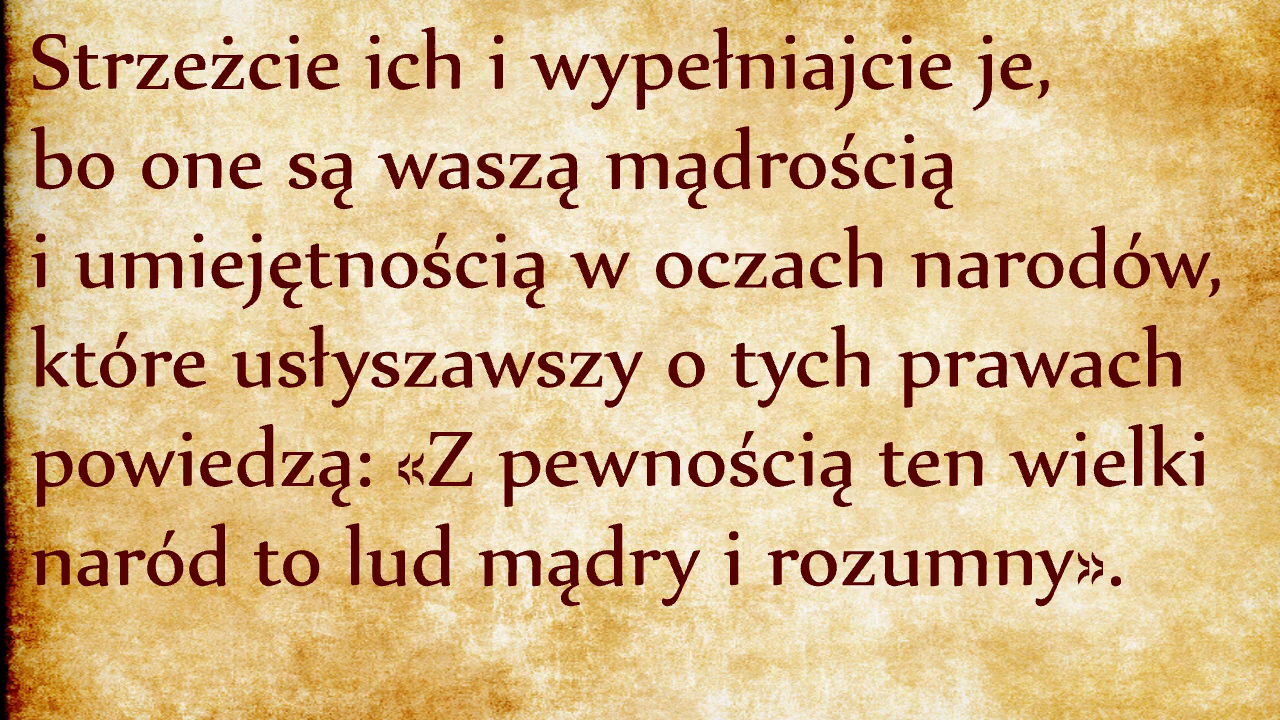 Strzeżcie ich i wypełniajcie je,
bo one są waszą mądrością
i umiejętnością w oczach narodów,
które usłyszawszy o tych prawach
powiedzą: «Z pewnością ten wielki
naród to lud mądry i rozumny».